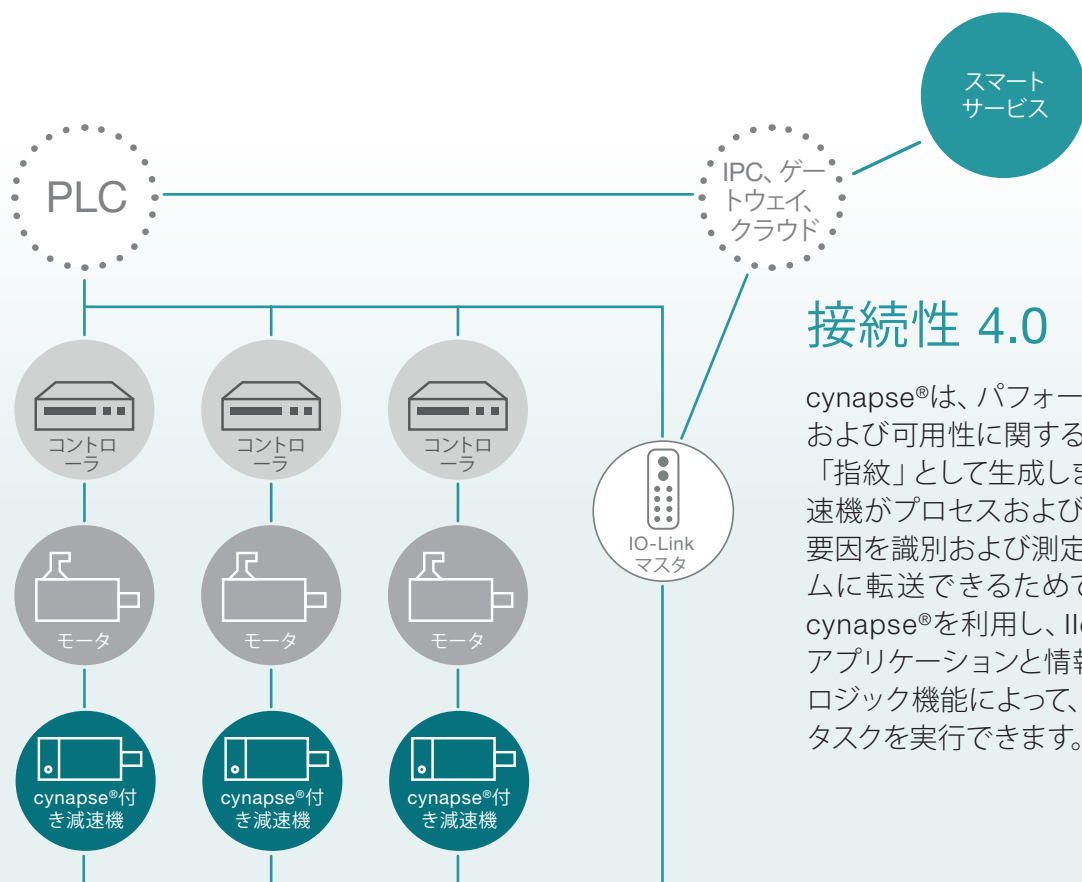 スマート
サービス
PLC
IPC、ゲー
トウェイ、
クラウド
接続性 4.0
cynapse®は、パフォー
および可用性に関する
「指紋」として生成しま
速機がプロセスおよび
要因を識別および測定
ムに転送できるためで
cynapse®を利用し、IIo
アプリケーションと情報
ロジック機能によって、
タスクを実行できます。
コントロ
ーラ
コントロ
ーラ
コントロ
ーラ
IO-Link
マスタ
モータ
モータ
モータ
cynapse®付
き減速機
cynapse®付
き減速機
cynapse®付
き減速機